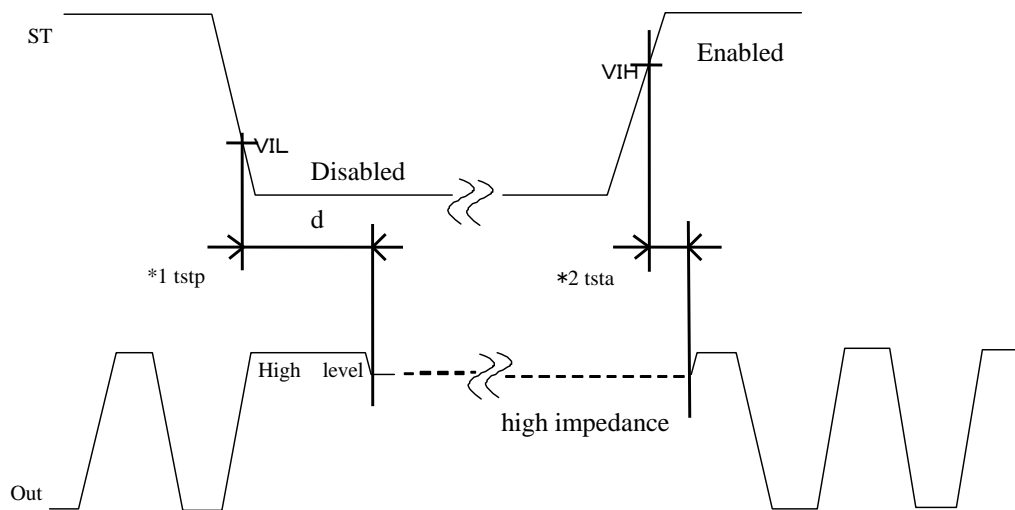 ST
Enabled
VIH
VIL
Disabled
d
*1 tstp
*2 tsta
High level
high impedance
Out